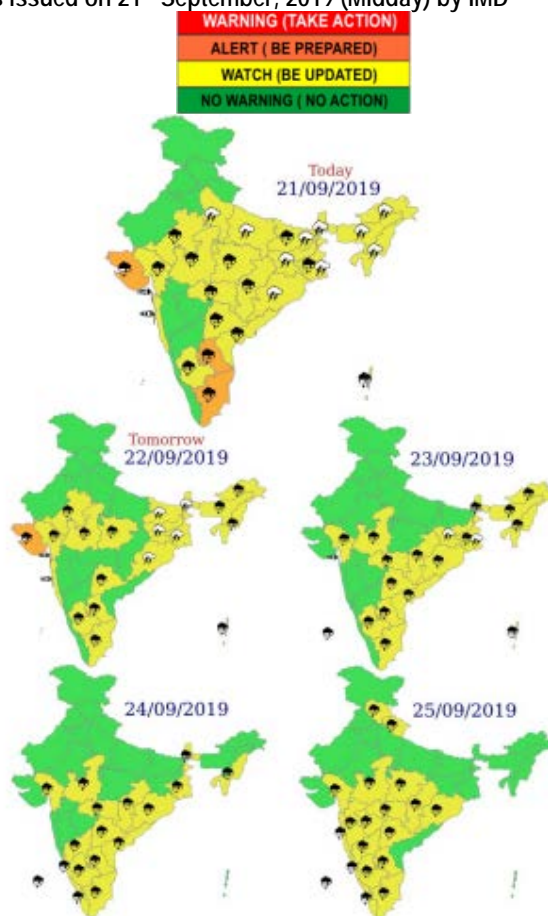 issued on 21 September, 2019 (Midday) by IMD
WARNING (TAKE ACTION)
ALERT ( BE PREPARED)
WATCH (BE UPDATED)
NO WARNING ( NO ACTION)
Today
21/09/2019
Tomorrow
22/09/2019
23/09/2019
24/09/2019
25/09/2019